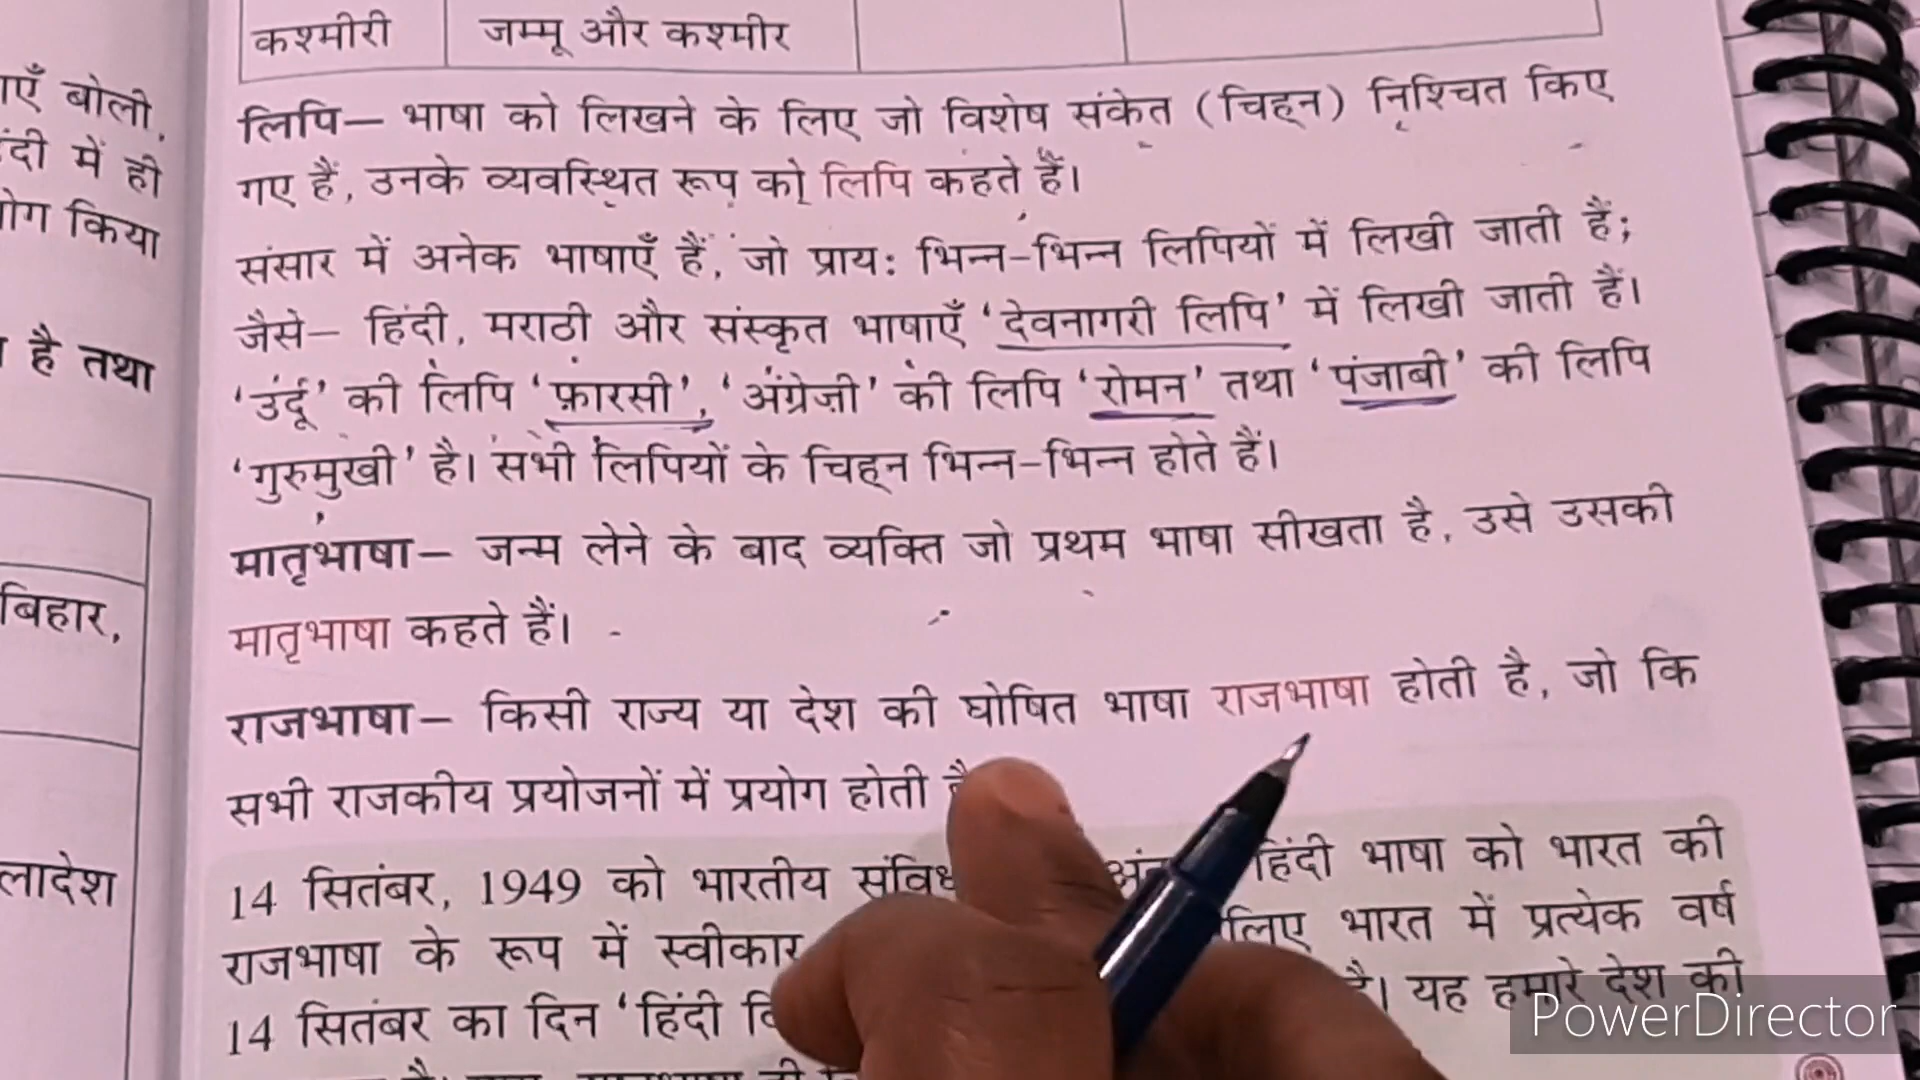 कश्मीरी जम्मू और कश्मीर
बोली,
में ही
किया
है तथा
बिहार,
लिपि– भाषा को लिखने के लिए जो विशेष संकेत (चिह्न) निश्चित किए
गए हैं, उनके व्यवस्थित रूप को लिपि कहते हैं।
संसार में अनेक भाषाएँ हैं, जो प्राय: भिन्न-भिन्न लिपियों में लिखी जाती हैं;
जैसे– हिंदी, मराठी और संस्कृत भाषाएँ ‘देवनागरी लिपि’ में लिखी जाती हैं।
‘उर्दू’ की लिपि ‘फ़ारसी’, ‘अंग्रेज़ी’ की लिपि ‘रोमन’ तथा ‘पंजाबी’ की लिपि
‘गुरुमुखी’ है। सभी लिपियों के चिह्न भिन्न-भिन्न होते हैं।
मातृभाषा– जन्म लेने के बाद व्यक्ति जो प्रथम भाषा सीखता है, उसे उसकी
मातृभाषा कहते हैं।
राजभाषा– किसी राज्य या देश की घोषित भाषा राजभाषा होती है, जो कि
सभी राजकीय प्रयोजनों में प्रयोग होती
14 सितंबर, 1949 को भारतीय हिंदी भाषा को भारत की
राजभाषा के रूप में स्वीकार लिए भारत में प्रत्येक वर्ष
14 सितंबर का दिन ‘हिंदी है। यह हमारे देश की
PowerDirector